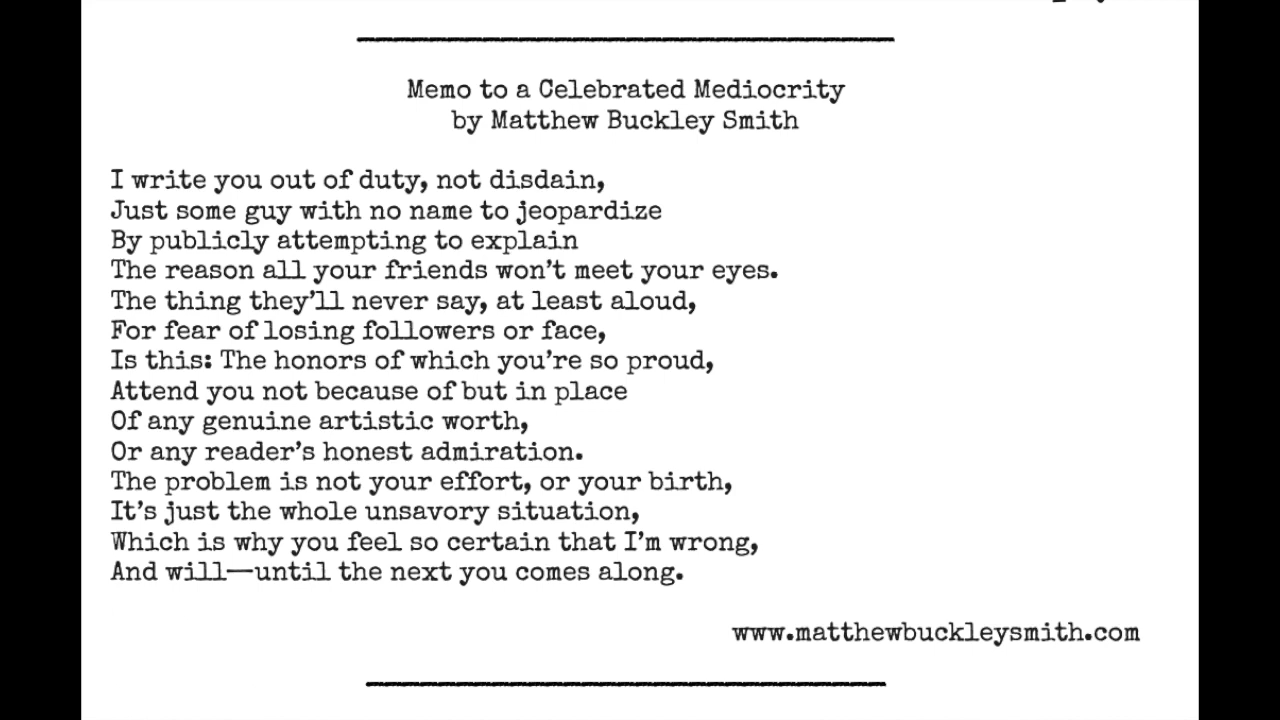 Memo to a Celebrated Mediocrity
by Matthew Buckley Smith
I write you out of duty, not disdain,
Just some guy with no name to jeopardize
By publicly attempting to explain
The reason all your friends won't meet your eyes.
The thing they'll never say, at least aloud,
For fear of losing followers or face,
Is this: The honors of which you're so proud,
Attend you not because of but in place
Of any genuine artistic worth,
Or any reader's honest admiration.
The problem is not your effort, or your birth,
It's just the whole unsavory situation,
Which is why you feel so certain that I'm wrong,
And will—until the next you comes along.
www.matthewbuckleysmith.com